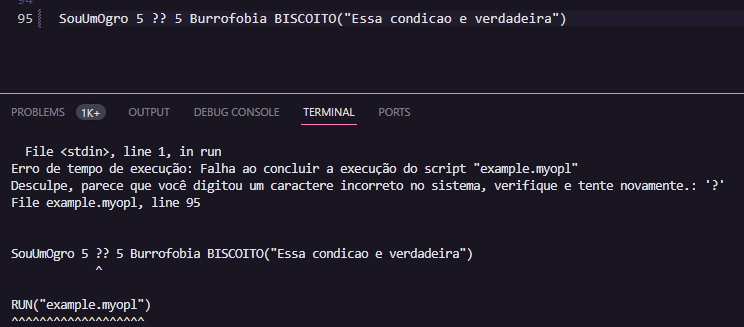 94
95 SouUmOgro 5 ?? 5 Burrofobia BISCOITO("Essa condicao e verdadeira")
PROBLEMS 1K+ OUTPUT DEBUG CONSOLE TERMINAL PORTS
File <stdin>, line 1, in run
Erro de tempo de execução: Falha ao concluir a execução do script "example.myopl"
Desculpe, parece que você digitou um caractere incorreto no sistema, verifique e tente novamente.: '?'
File example.myopl, line 95
SouUmOgro 5 ?? 5 Burrofobia BISCOITO("Essa condicao e verdadeira")
^
RUN("example.myopl")
^^^^^^^^^^^^^^^^^^^^